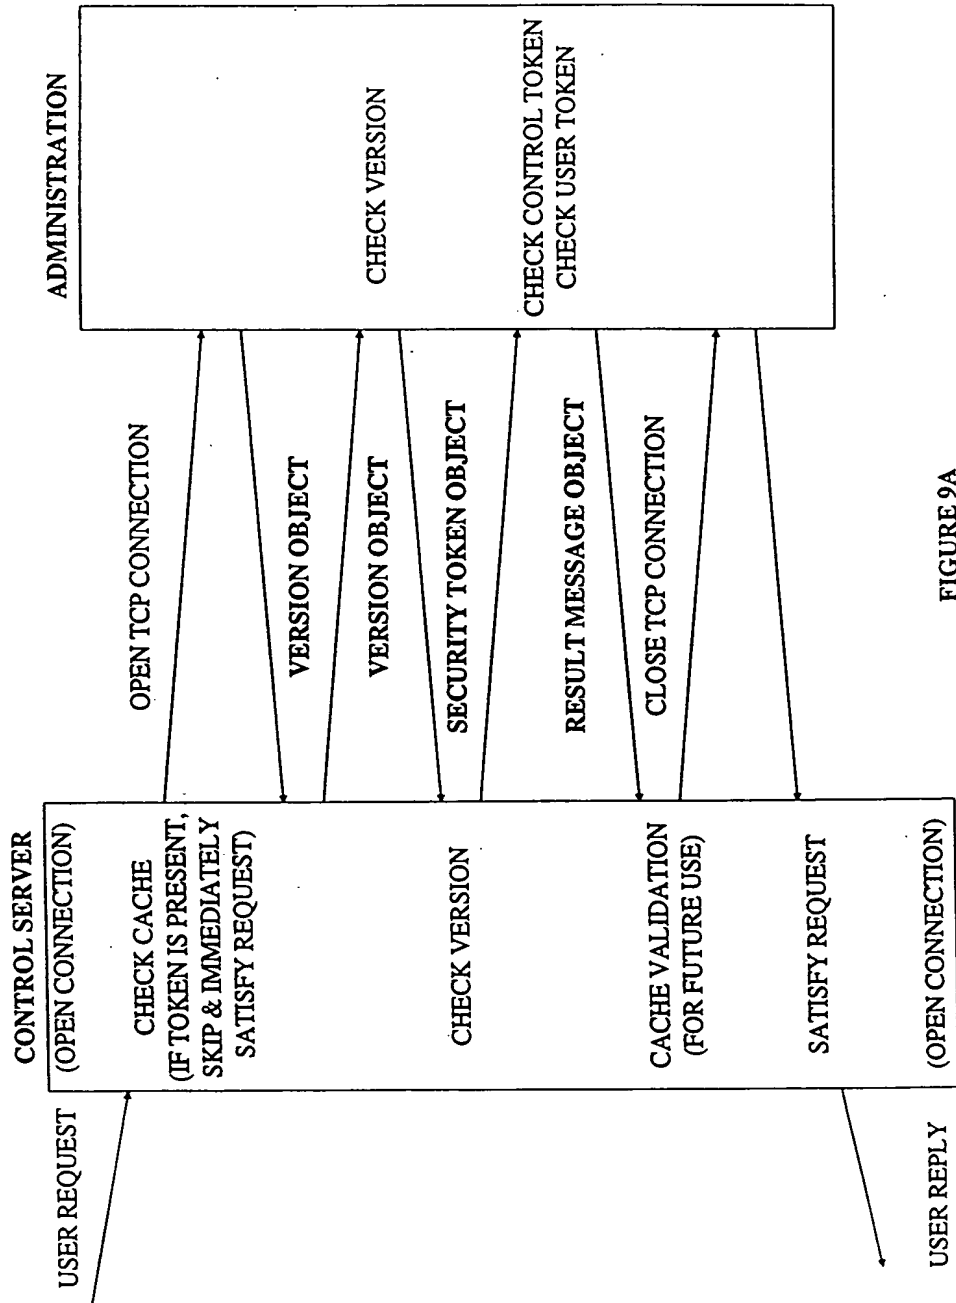 CONTROL SERVER
ADMINISTRATION
USER REQUEST
(OPEN CONNECTION)
CHECK CACHE
(IF TOKEN IS PRESENT,
SKIP & IMMEDIATELY
SATISFY REQUEST)
OPEN TCP CONNECTION
VERSION OBJECT
VERSION OBJECT
CHECK VERSION
CHECK VERSION
SECURITY TOKEN OBJECT
CHECK CONTROL TOKEN
CHECK USER TOKEN
RESULT MESSAGE OBJECT
CACHE VALIDATION
(FOR FUTURE USE)
CLOSE TCP CONNECTION
SATISFY REQUEST
USER REPLY
(OPEN CONNECTION)
FIGURE 9A